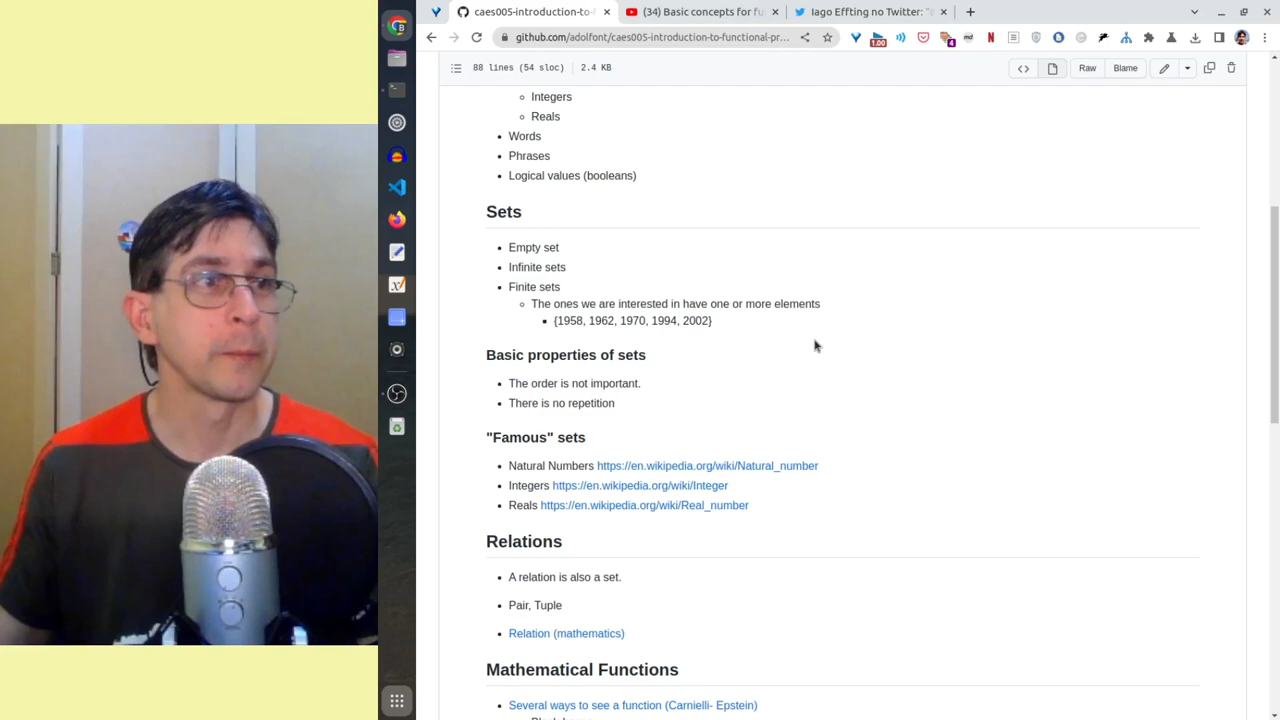 caes005-introduction-to-f
(34) Basic concepts for fu
Iago Effting no Twitter: "
github.com/adolfont/caes005-introduction-to-functional-pr...
1.00
4
88 lines (54 sloc)
2.4 KB
Raw
Blame
Integers
Reals
Words
Phrases
Logical values (booleans)
Sets
Empty set
Infinite sets
Finite sets
The ones we are interested in have one or more elements
{1958, 1962, 1970, 1994, 2002}
Basic properties of sets
The order is not important.
There is no repetition
"Famous" sets
Natural Numbers https://en.wikipedia.org/wiki/Natural_number
Integers https://en.wikipedia.org/wiki/Integer
Reals https://en.wikipedia.org/wiki/Real_number
Relations
A relation is also a set.
Pair, Tuple
Relation (mathematics)
Mathematical Functions
Several ways to see a function (Carnielli- Epstein)